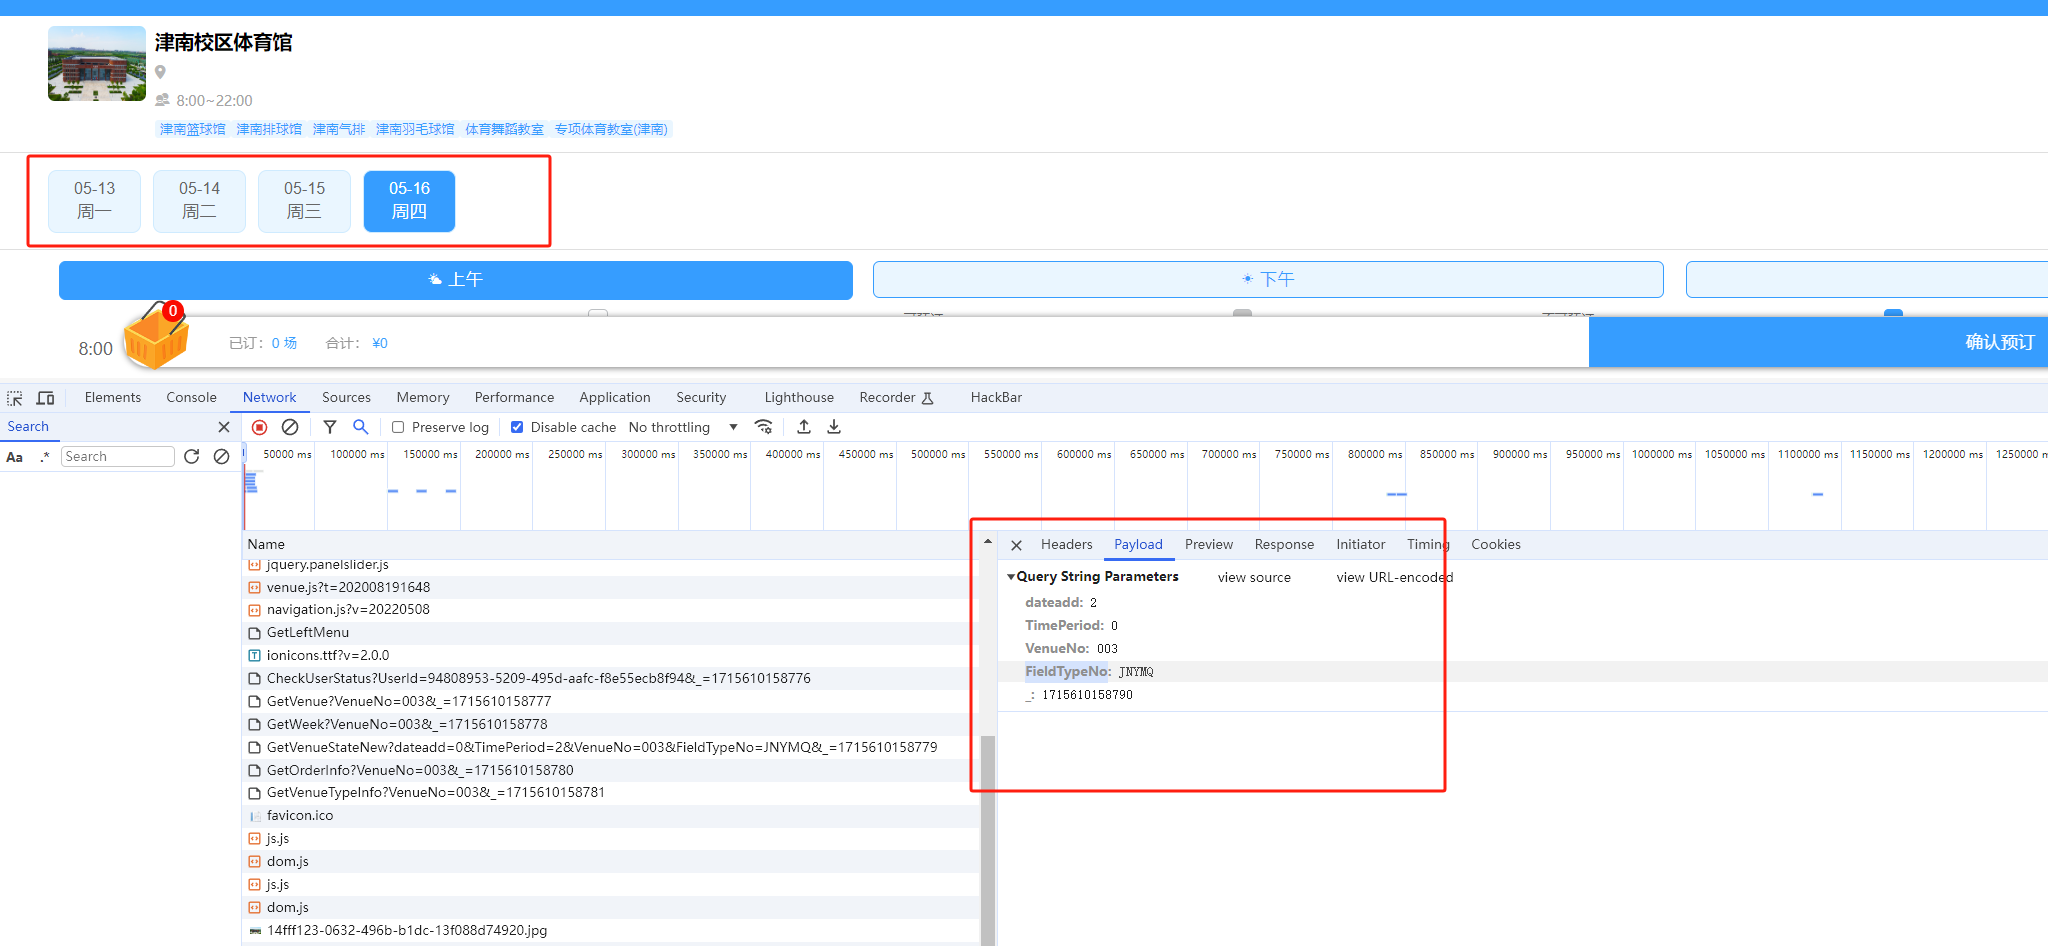 津南校区体育馆
8:00~22:00
津南篮球馆 津南排球馆 津南气排 津南羽毛球馆 体育舞蹈教室 专项体育教室(津南)
05-13 05-14 05-15 05-16
周一 周二 周三 周四
上午 下午
0
8:00 已订: 0 场 合计: ¥0 确认预订
Elements Console Network Sources Memory Performance Application Security Lighthouse Recorder HackBar
Search Preserve log Disable cache No throttling
Aa .* Search
50000 ms 100000 ms 150000 ms 200000 ms 250000 ms 300000 ms 350000 ms 400000 ms 450000 ms 500000 ms 550000 ms 600000 ms 650000 ms 700000 ms 750000 ms 800000 ms 850000 ms 900000 ms 950000 ms 1000000 ms 1050000 ms 1100000 ms 1150000 ms 1200000 ms 1250000 m
Name
jquery.panelslider.js
venue.js?t=202008191648
navigation.js?v=20220508
GetLeftMenu
ionicons.ttf?v=2.0.0
CheckUserStatus?UserId=94808953-5209-495d-aafc-f8e55ecb8f94&_=1715610158776
GetVenue?VenueNo=003&_=1715610158777
GetWeek?VenueNo=003&_=1715610158778
GetVenueStateNew?dateadd=0&TimePeriod=2&VenueNo=003&FieldTypeNo=JNYMQ&_=1715610158779
GetOrderInfo?VenueNo=003&_=1715610158780
GetVenueTypeInfo?VenueNo=003&_=1715610158781
favicon.ico
js.js
dom.js
js.js
dom.js
14fff123-0632-496b-b1dc-13f088d74920.jpg
Headers Payload Preview Response Initiator Timing Cookies
Query String Parameters view source view URL-encoded
dateadd: 2
TimePeriod: 0
VenueNo: 003
FieldTypeNo: JNYMQ
_: 1715610158790